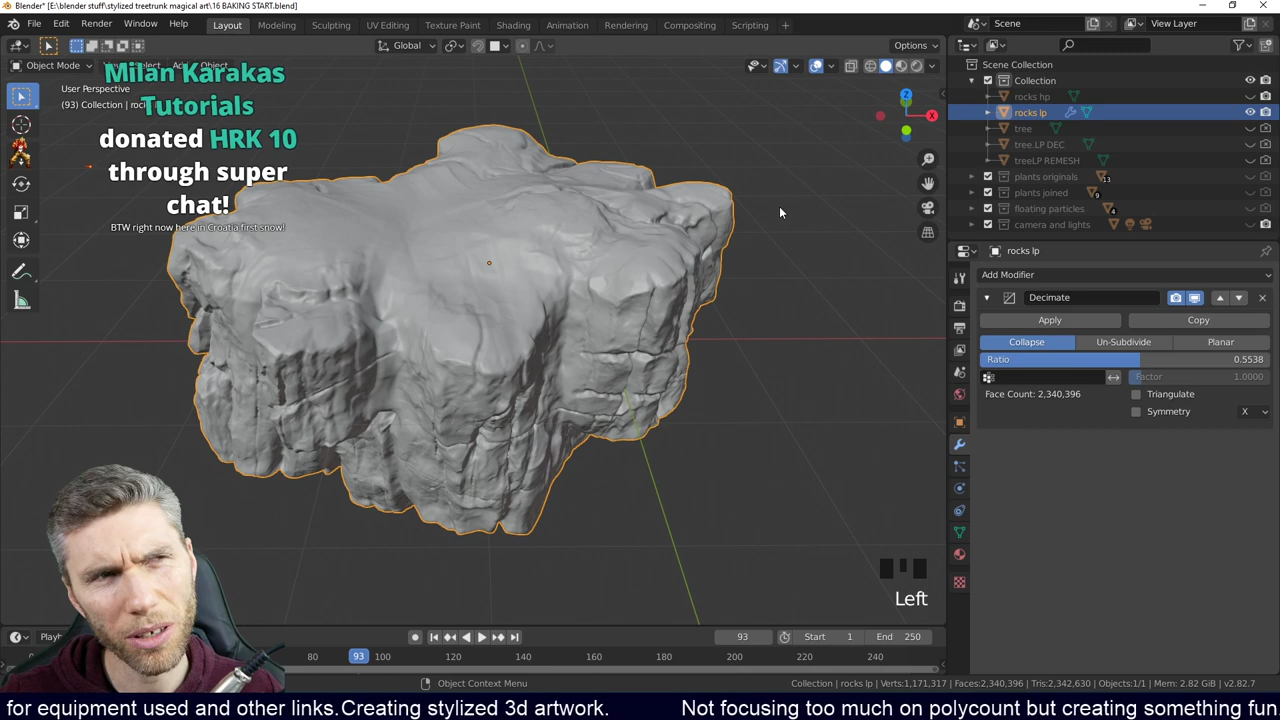 Blender* [E:\blender stuff\stylized treetrunk magical art\16 BAKING START.blend]
File Edit Render Window Help Layout Modeling Sculpting UV Editing Texture Paint Shading Animation Rendering Compositing Scripting Scene View Layer
Global Options
Object Mode
User Perspective
(93) Collection | roc
Milan Karakas
Tutorials
donated HRK 10
through super
chat!
BTW right now here in Croatia first snow!
X
Scene Collection
Collection
rocks hp
rocks lp
tree
tree.LP DEC
treeLP REMESH
plants originals 13
plants joined 9
floating particles 4
camera and lights
rocks lp
Add Modifier
Decimate
Apply Copy
Collapse Un-Subdivide Planar
Ratio 0.5538
Factor 1.0000
Face Count: 2,340,396 Triangulate
Symmetry X
Left
93 Start 1 End 250
80 93 100 120 140 160 180 200 220 240
Object Context Menu
Collection | rocks lp | Verts:1,171,317 | Faces:2,340,396 | Tris:2,342,630 | Objects:1/1 | Mem: 2.82 GiB | v2.82.7
for equipment used and other links.Creating stylized 3d artwork. Not focusing too much on polycount but creating something fun